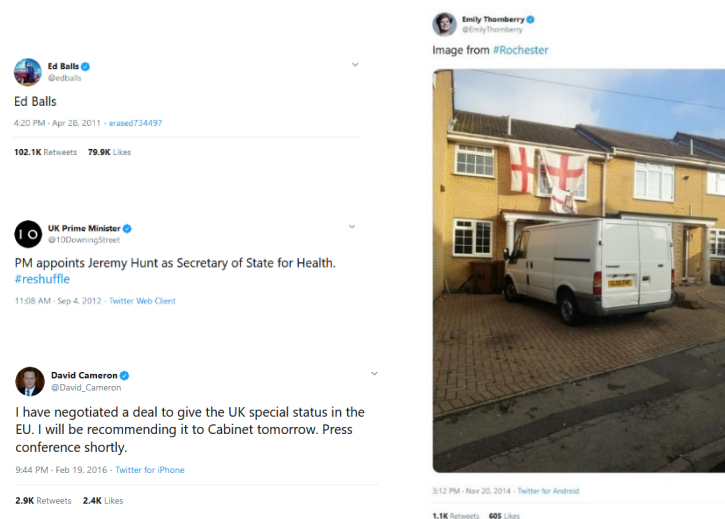 Ed Balls
@edballs
Ed Balls
4:20 PM - Apr 28, 2011 - erased734497
102.1K Retweets 79.9K Likes
UK Prime Minister
@10DowningStreet
PM appoints Jeremy Hunt as Secretary of State for Health.
#reshuffle
11:08 AM - Sep 4, 2012 - Twitter Web Client
David Cameron
@David_Cameron
I have negotiated a deal to give the UK special status in the
EU. I will be recommending it to Cabinet tomorrow. Press
conference shortly.
9:44 PM - Feb 19, 2016 - Twitter for iPhone
2.9K Retweets 2.4K Likes
Emily Thornberry
@EmilyThornberry
Image from #Rochester
3:12 PM - Nov 20, 2014 - Twitter for Android
1.1K Retweets 605 Likes